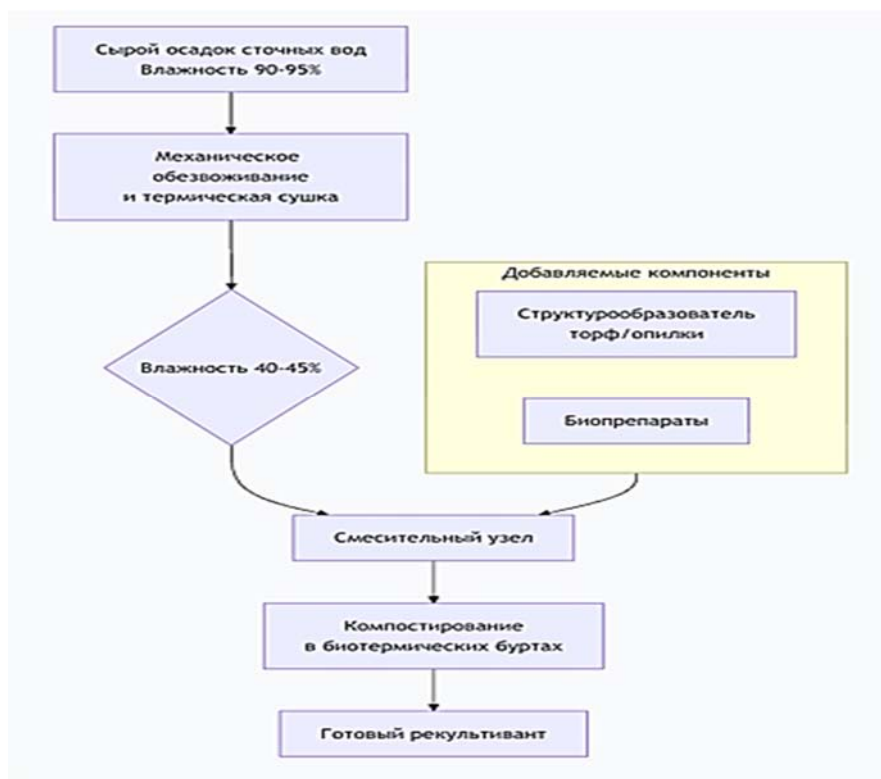 Сырой осадок сточных вод
Влажность 90-95%
Механическое
обезвоживание
и термическая сушка
Влажность 40-45%
Добавляемые компоненты
Структурообразователь
торф/опилки
Биопрепараты
Смесительный узел
Компостирование
в биотермических буртах
Готовый рекультивант